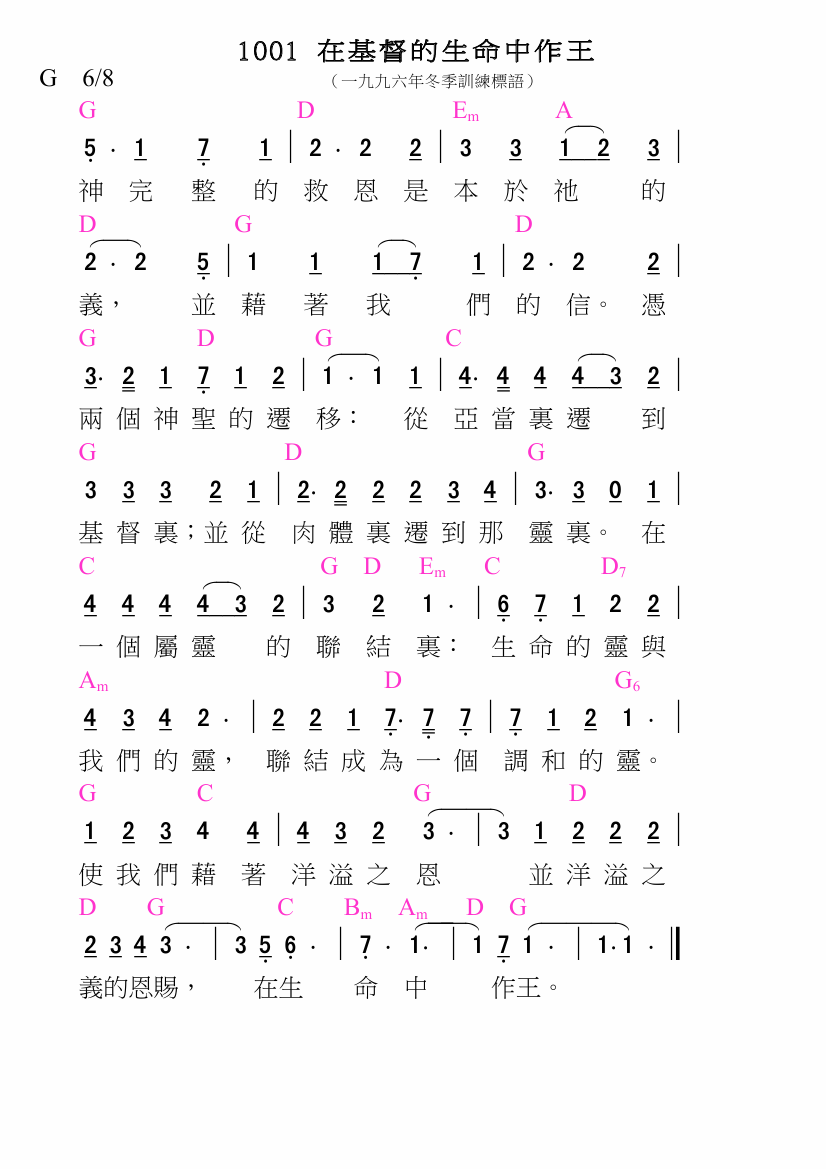 1001 在基督的生命中作王
G 6/8 （一九九六年冬季訓練標語）
G D Em A
5 · 1 7 1 | 2 · 2 2 | 3 3 1 2 3 |
神 完 整 的 救 恩 是 本 於 祂 的
D G D
2 · 2 5 | 1 1 1 7 1 | 2 · 2 2 |
義， 並 藉 著 我 們 的 信。 憑
G D G C
3· 2 1 7 1 2 | 1 · 1 1 | 4· 4 4 4 3 2 |
兩 個 神 聖 的 遷 移： 從 亞 當 裏 遷 到
G D G
3 3 3 2 1 | 2· 2 2 2 3 4 | 3· 3 0 1 |
基 督 裏；並 從 肉 體 裏 遷 到 那 靈 裏。 在
C G D Em C D7
4 4 4 4 3 2 | 3 2 1 · | 6 7 1 2 2 |
一 個 屬 靈 的 聯 結 裏： 生 命 的 靈 與
Am D G6
4 3 4 2 · | 2 2 1 7· 7 7 | 7 1 2 1 · |
我 們 的 靈， 聯 結 成 為 一 個 調 和 的 靈。
G C G D
1 2 3 4 4 | 4 3 2 3 · | 3 1 2 2 2 |
使 我 們 藉 著 洋 溢 之 恩 並 洋 溢 之
D G C Bm Am D G
2 3 4 3 · | 3 5 6 · | 7 · 1· | 1 7 1 · | 1·1 · ‖
義的恩賜， 在生 命 中 作王。